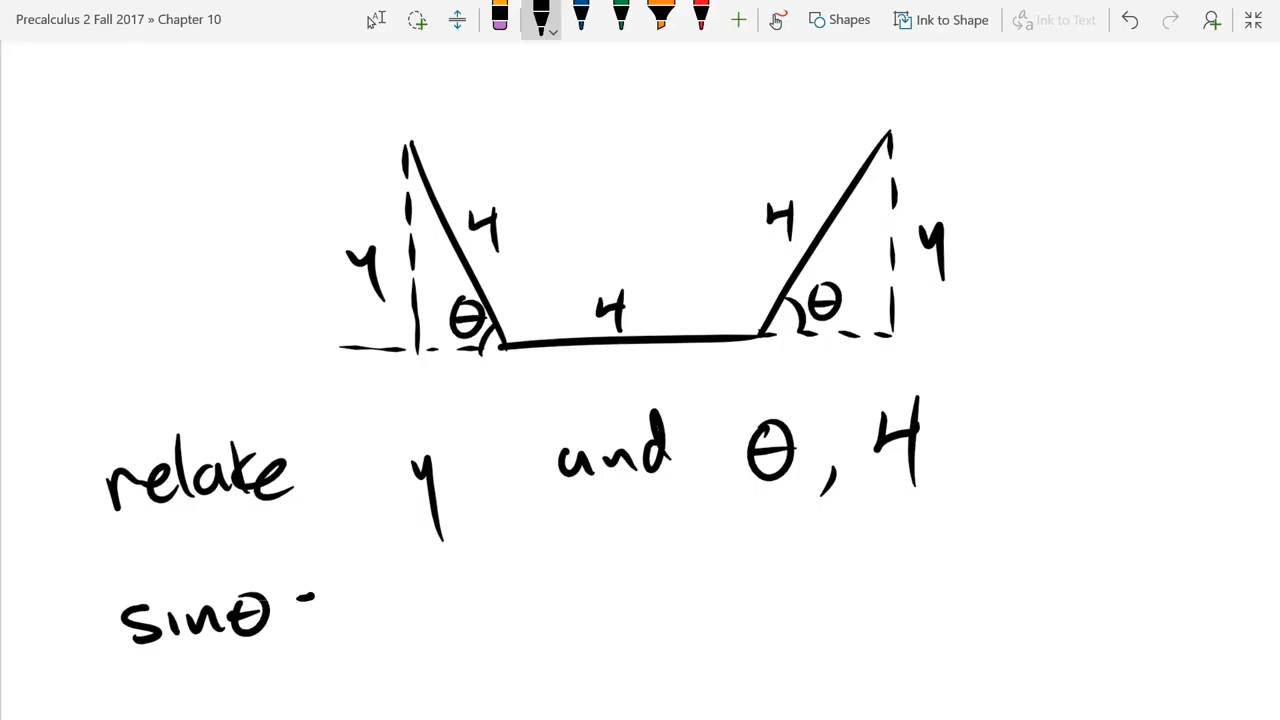 Precalculus 2 Fall 2017 » Chapter 10
Shapes
Ink to Shape
Ink to Text
y 4 θ 4 4 θ y
relate y and θ, 4
sinθ -